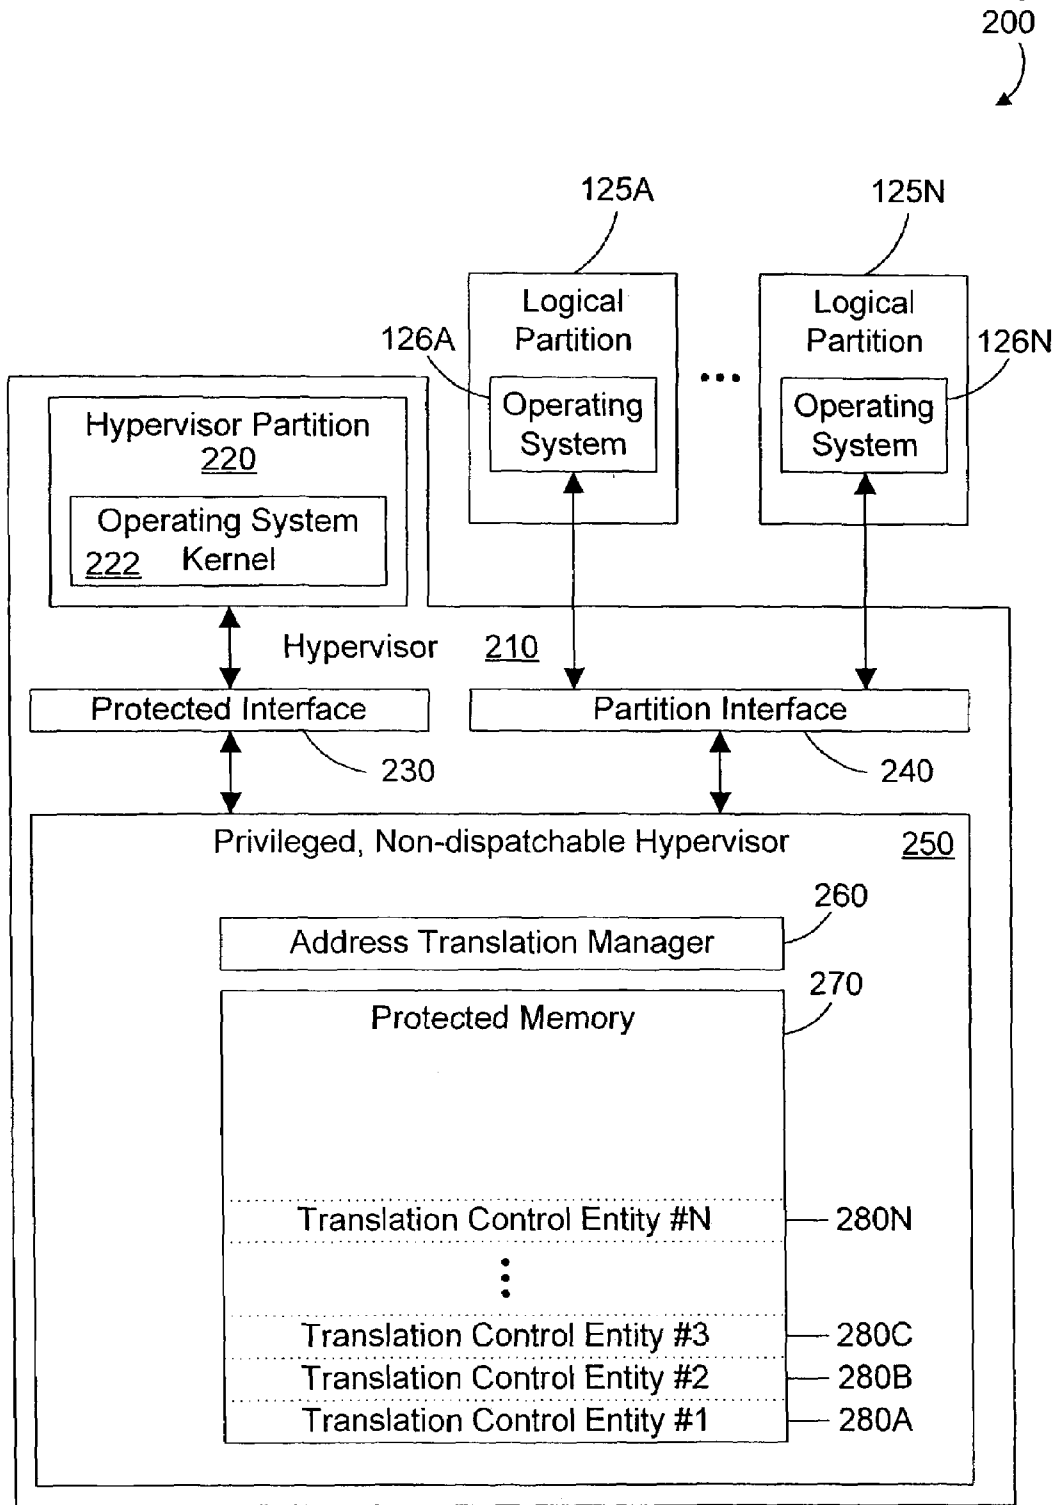 200
125A
125N
Logical
Partition
Logical
Partition
126A
126N
Operating
System
Operating
System
Hypervisor Partition
220
Operating System
222 Kernel
Hypervisor 210
Protected Interface
Partition Interface
230
240
Privileged, Non-dispatchable Hypervisor 250
260
Address Translation Manager
270
Protected Memory
Translation Control Entity #N 280N
Translation Control Entity #3 280C
Translation Control Entity #2 280B
Translation Control Entity #1 280A